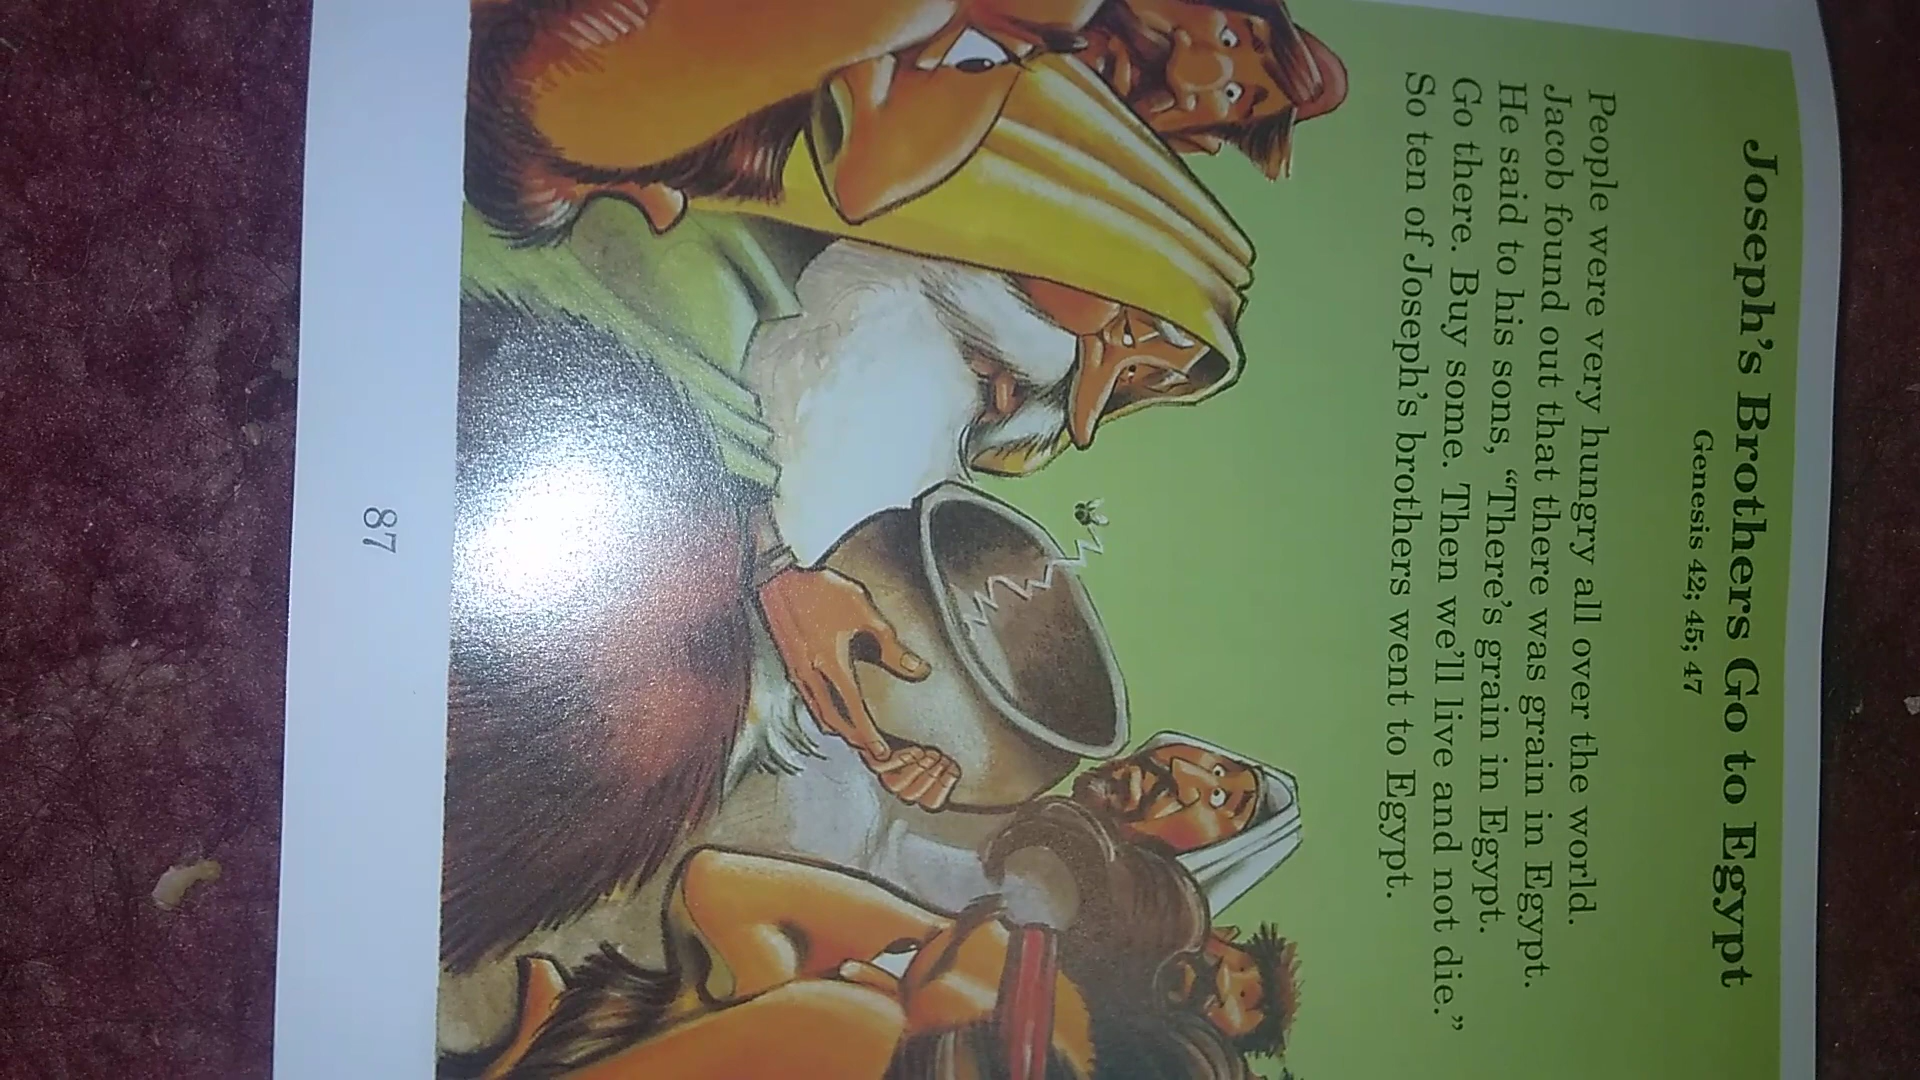 Joseph's Brothers Go to Egypt
Genesis 42; 45; 47
People were very hungry all over the world.
Jacob found out that there was grain in Egypt.
He said to his sons, “There's grain in Egypt.
Go there. Buy some. Then we'll live and not die.”
So ten of Joseph's brothers went to Egypt.
87